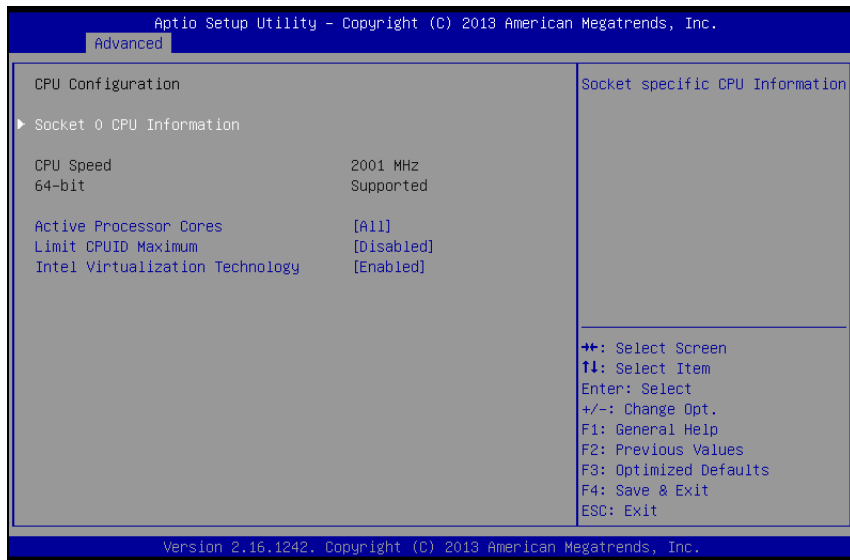 Aptio Setup Utility – Copyright (C) 2013 American Megatrends, Inc.
Advanced
CPU Configuration
Socket 0 CPU Information
CPU Speed 2001 MHz
64-bit Supported
Active Processor Cores [All]
Limit CPUID Maximum [Disabled]
Intel Virtualization Technology [Enabled]
Socket specific CPU Information
→←: Select Screen
↑↓: Select Item
Enter: Select
+/-: Change Opt.
F1: General Help
F2: Previous Values
F3: Optimized Defaults
F4: Save & Exit
ESC: Exit
Version 2.16.1242. Copyright (C) 2013 American Megatrends, Inc.